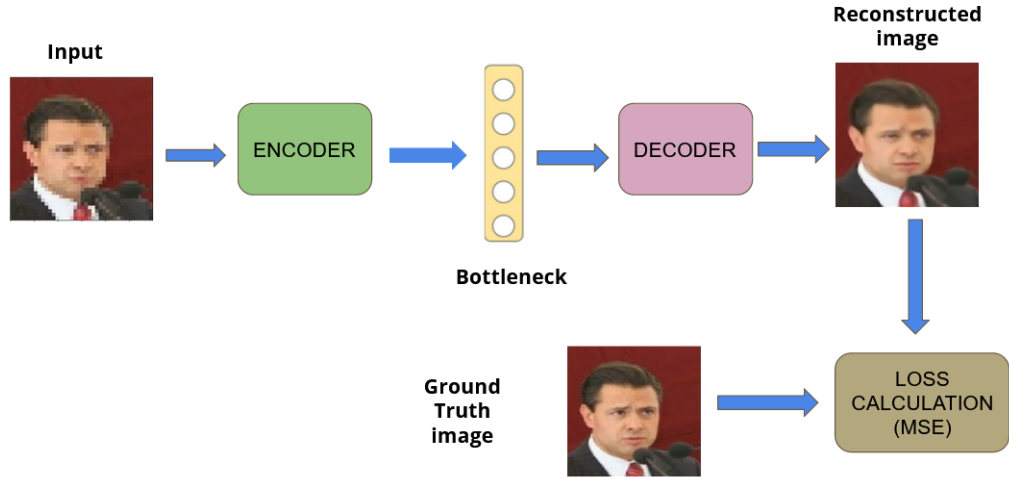 Input
ENCODER
Bottleneck
DECODER
Reconstructed
image
Ground
Truth
image
LOSS
CALCULATION
(MSE)